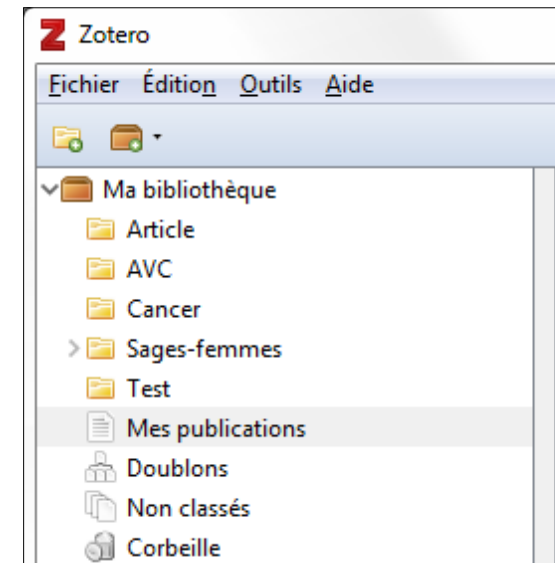 Zotero
Fichier Édition Outils Aide
Ma bibliothèque
Article
AVC
Cancer
Sages-femmes
Test
Mes publications
Doublons
Non classés
Corbeille